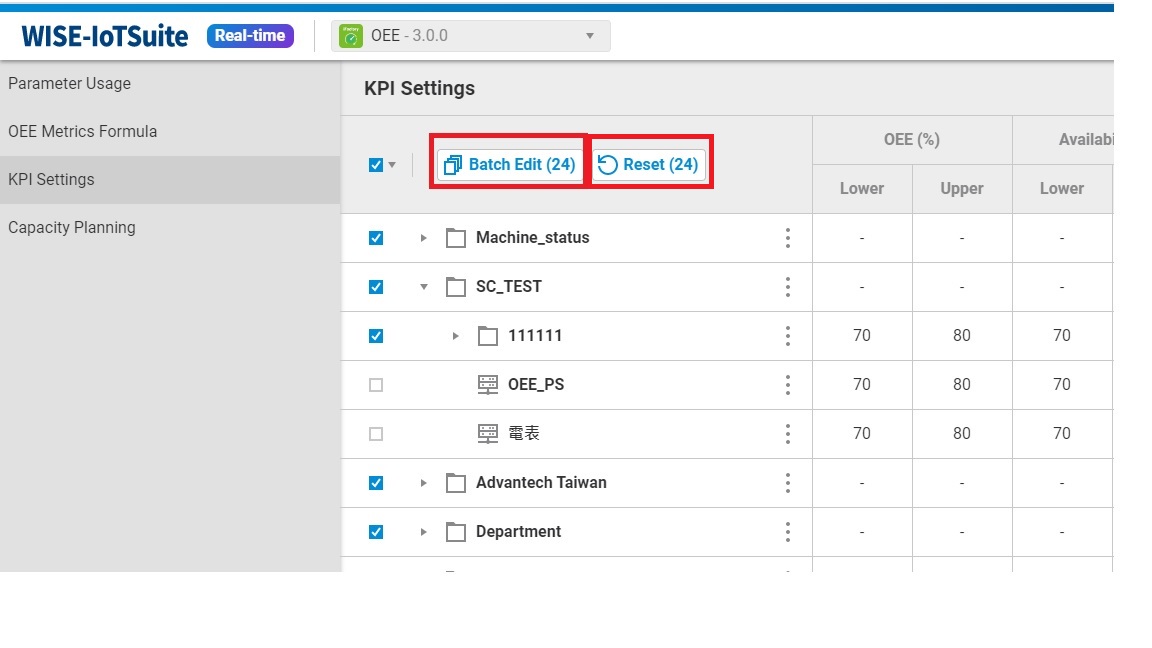 WISE-IoTSuite Real-time OEE - 3.0.0
Parameter Usage
OEE Metrics Formula
KPI Settings
Capacity Planning
KPI Settings
Batch Edit (24) Reset (24)
OEE (%) Availabi
Lower Upper Lower
Machine_status - - -
SC_TEST - - -
111111 70 80 70
OEE_PS 70 80 70
電表 70 80 70
Advantech Taiwan - - -
Department - - -